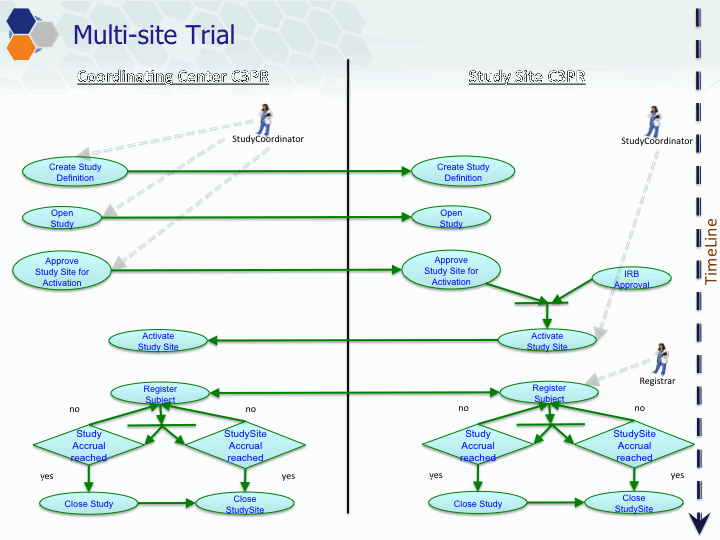 Multi-site Trial
Coordinating Center C3PR
Study Site C3PR
StudyCoordinator
StudyCoordinator
Create Study
Definition
Create Study
Definition
Open
Study
Open
Study
TimeLine
Approve
Study Site for
Activation
Approve
Study Site for
Activation
IRB
Approval
Activate
Study Site
Activate
Study Site
Registrar
Register
Subject
Register
Subject
no
no
no
no
Study
Accrual
reached
StudySite
Accrual
reached
Study
Accrual
reached
StudySite
Accrual
reached
yes
yes
yes
yes
Close Study
Close
StudySite
Close Study
Close
StudySite